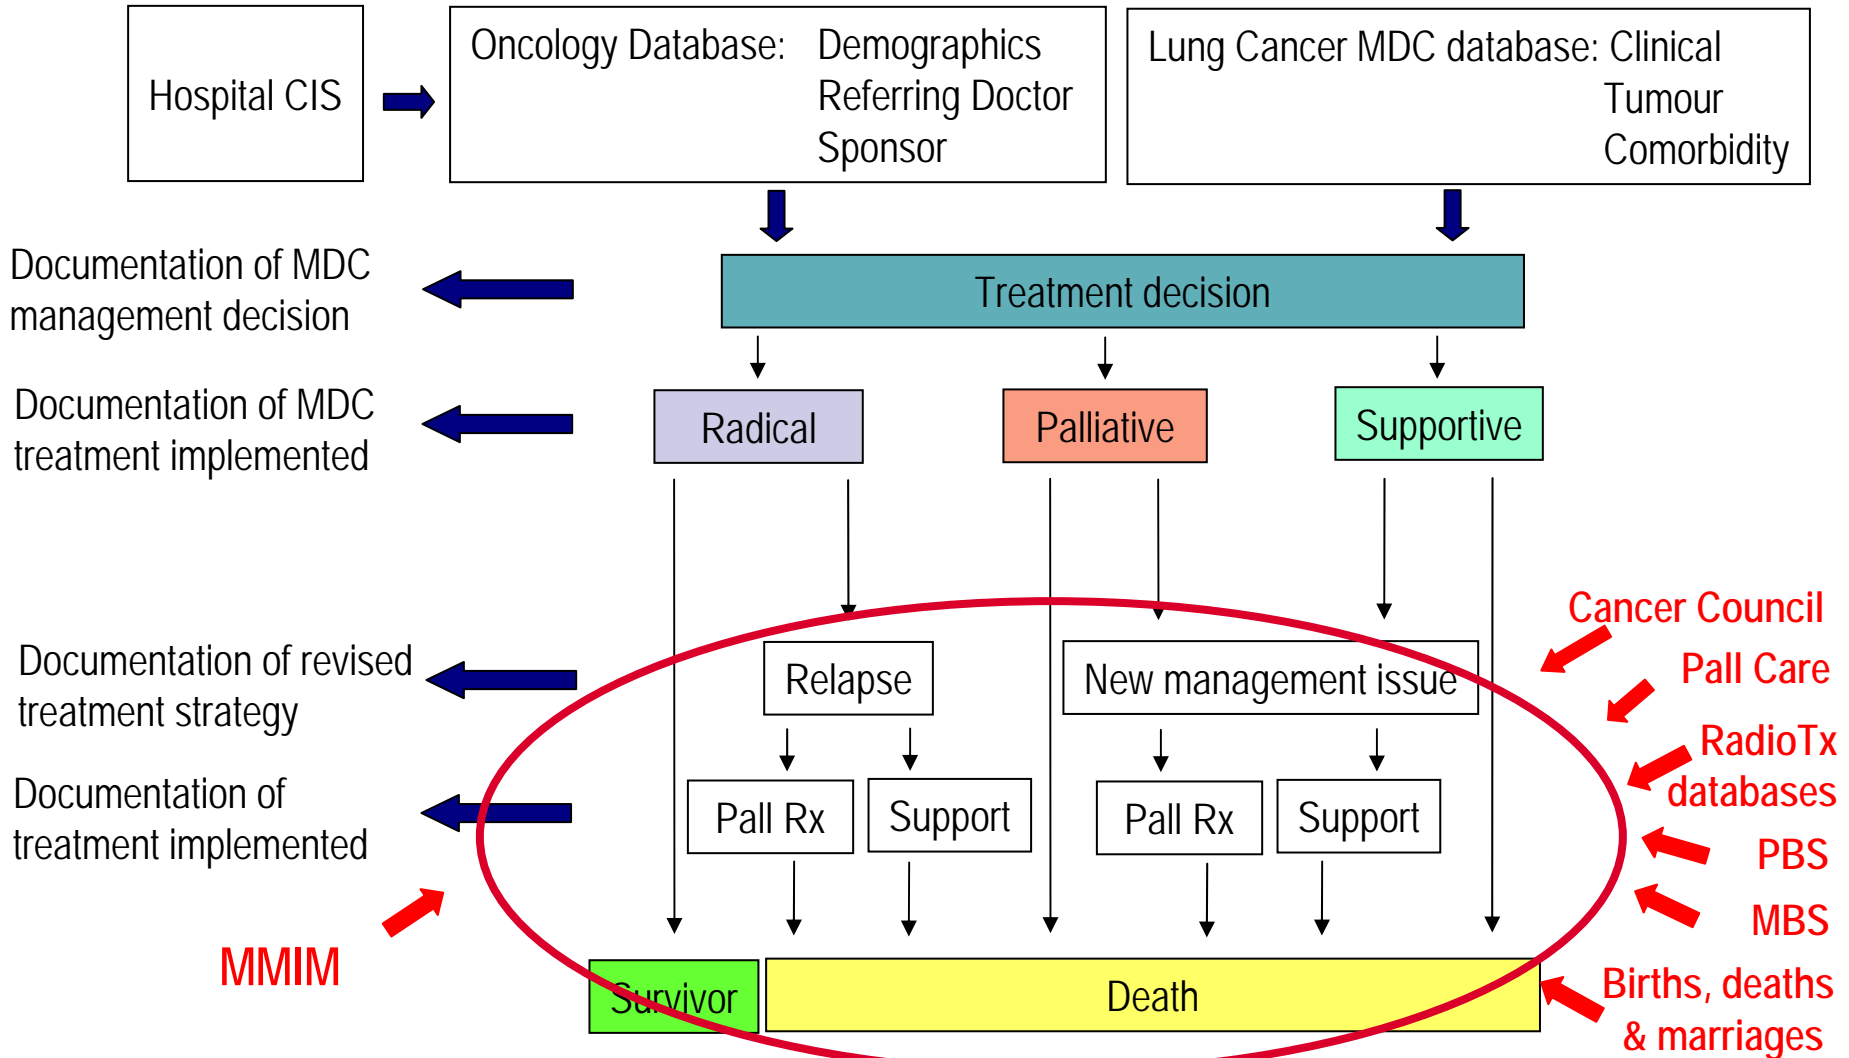 Hospital CIS
Oncology Database: Demographics
Referring Doctor
Sponsor
Lung Cancer MDC database: Clinical
Tumour
Comorbidity
Documentation of MDC
management decision
Treatment decision
Documentation of MDC
treatment implemented
Radical
Palliative
Supportive
Cancer Council
Documentation of revised
treatment strategy
Relapse
New management issue
Pall Care
RadioTx
databases
Documentation of
treatment implemented
Pall Rx
Support
Pall Rx
Support
PBS
MBS
MMIM
Survivor
Death
Births, deaths
& marriages